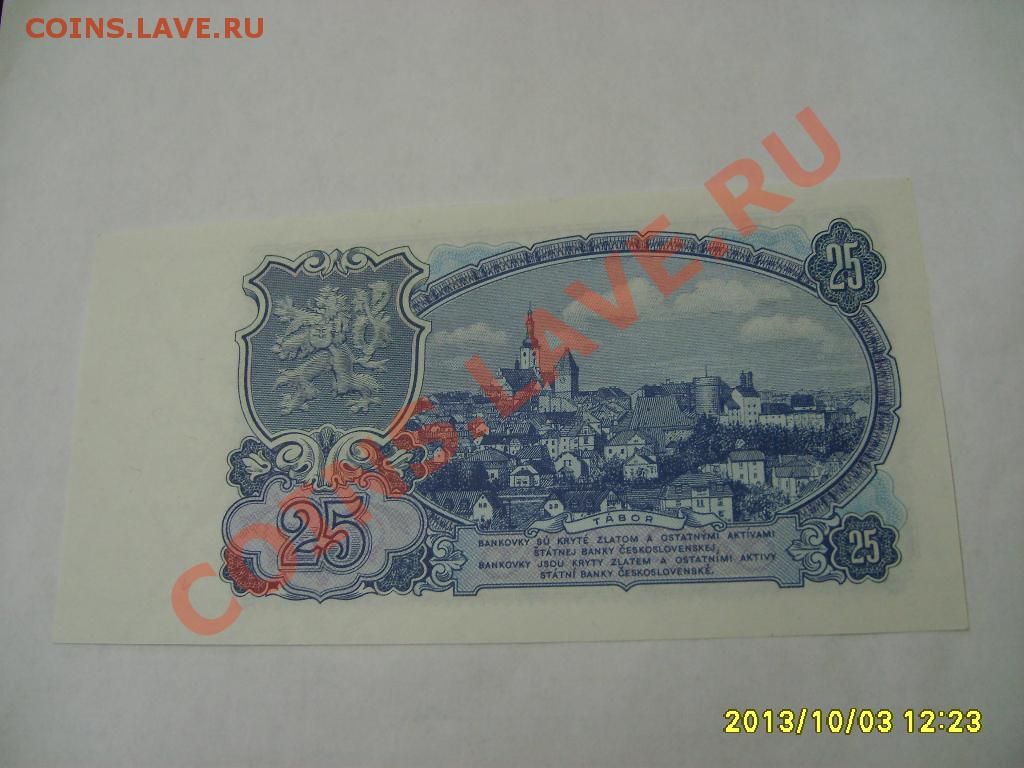 COINS.LAVE.RU
COINS.LAVE.RU
25
25
TÁBOR
BANKOVKY SÚ KRYTÉ ZLATOM A OSTATNÝMI AKTÍVAMI
ŠTÁTNEJ BANKY ČESKOSLOVENSKEJ,
BANKOVKY JSOU KRYTY ZLATEM A OSTATNÍMI AKTIVY
STÁTNÍ BANKY ČESKOSLOVENSKÉ.
25
2013/10/03 12:23